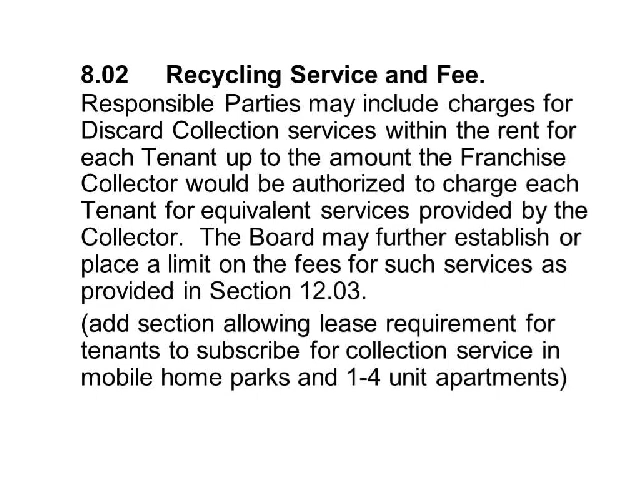 8.02 Recycling Service and Fee.
Responsible Parties may include charges for
Discard Collection services within the rent for
each Tenant up to the amount the Franchise
Collector would be authorized to charge each
Tenant for equivalent services provided by the
Collector. The Board may further establish or
place a limit on the fees for such services as
provided in Section 12.03.
(add section allowing lease requirement for
tenants to subscribe for collection service in
mobile home parks and 1-4 unit apartments)